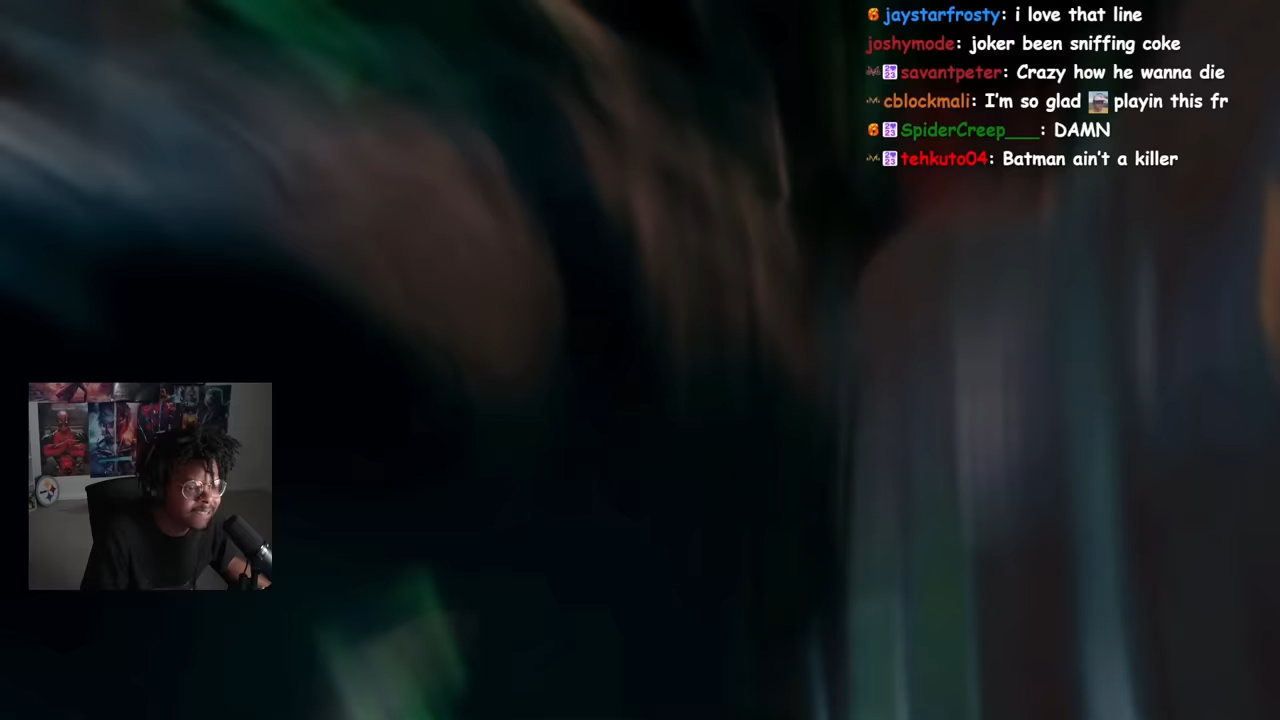 jaystarfrosty: i love that line
joshymode: joker been sniffing coke
savantpeter: Crazy how he wanna die
cblockmali: I'm so glad playin this fr
SpiderCreep___: DAMN
tehkuto04: Batman ain't a killer